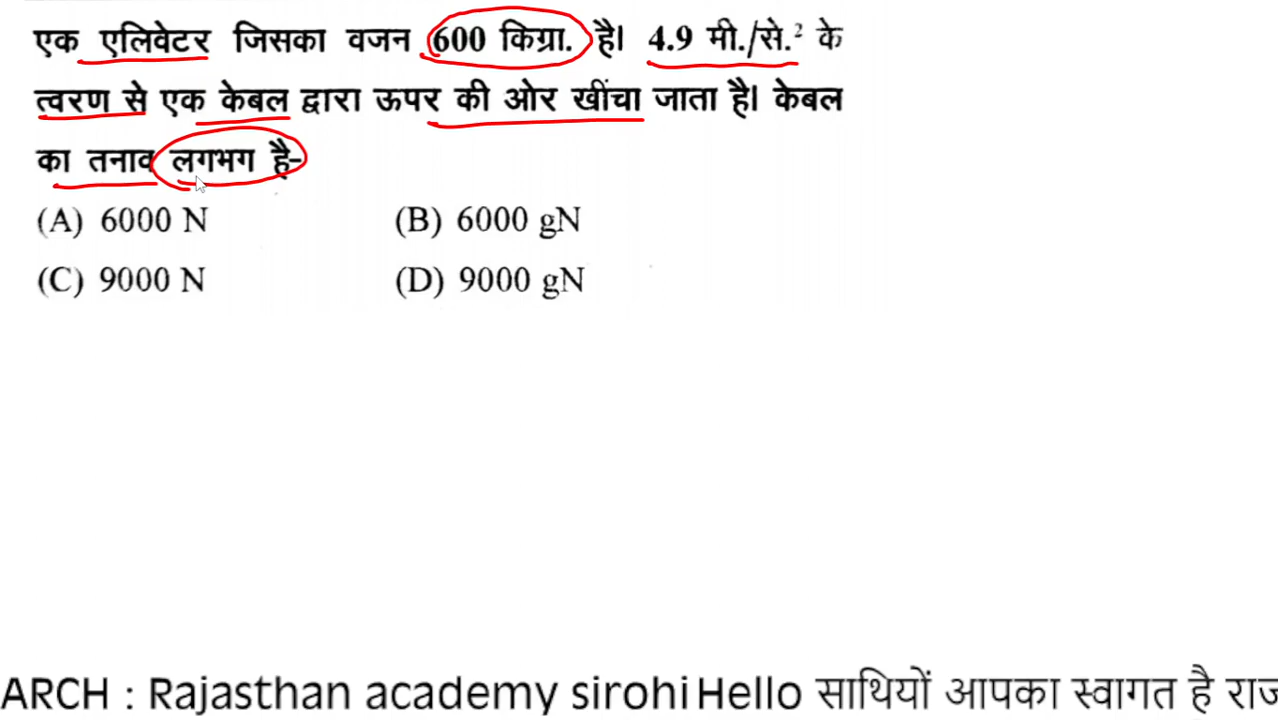 एक एलिवेटर जिसका वजन 600 किग्रा. है। 4.9 मी./से.² के
त्वरण से एक केबल द्वारा ऊपर की ओर खींचा जाता है। केबल
का तनाव लगभग है-
(A) 6000 N (B) 6000 gN
(C) 9000 N (D) 9000 gN
ARCH : Rajasthan academy sirohi Hello साथियों आपका स्वागत है राज